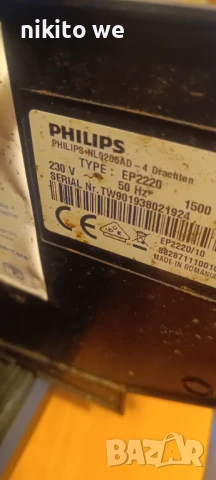 nikito we
PHILIPS
PHILIPS-NL9206AD-4 Drachten
TYPE: EP2220
230 V 50 Hz 1500
SERIAL Nr. TW901938021924
CE
EP2220/10
MADE IN ROMANIA
BAZAR